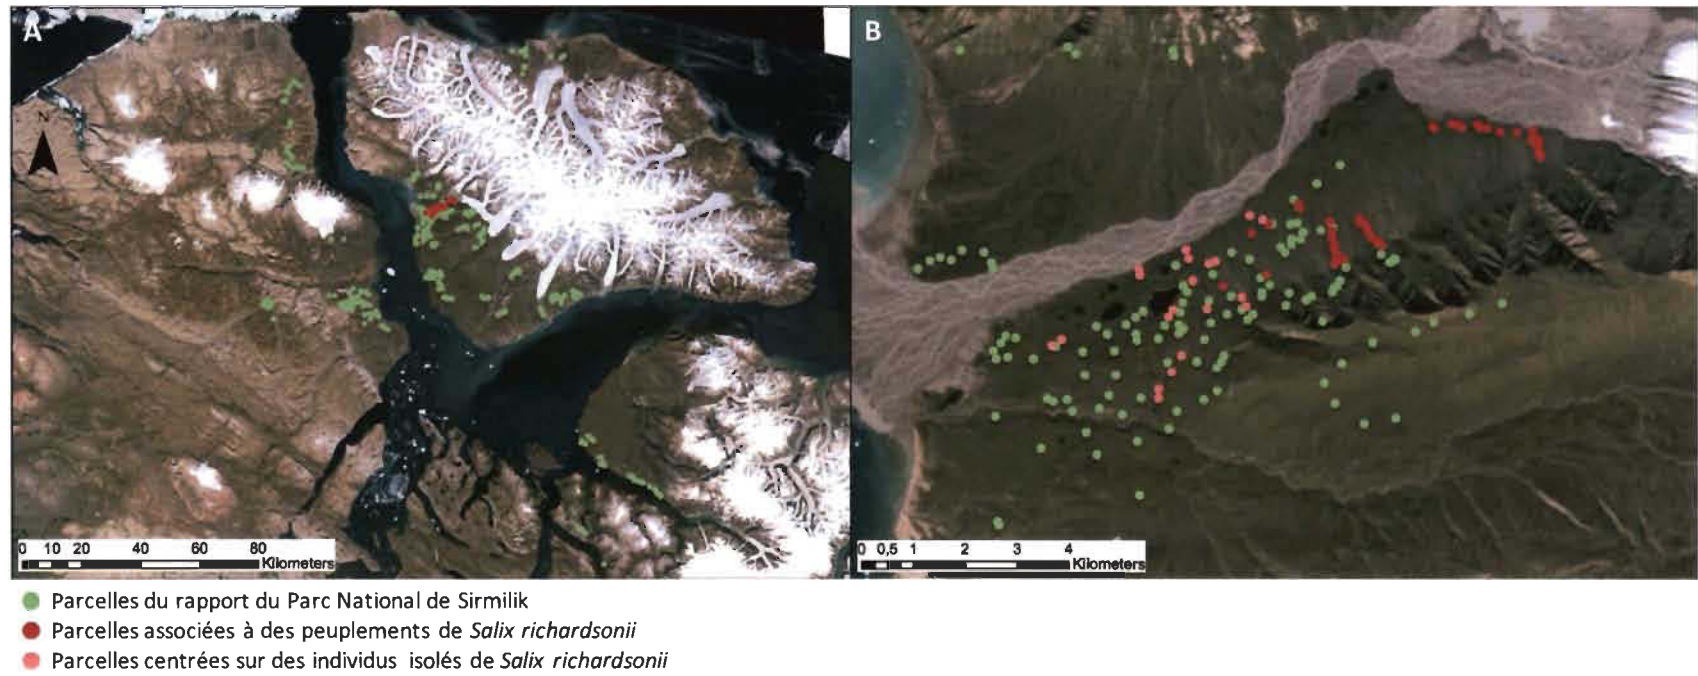 A
B
N
0 10 20 40 60 80
Kilometers
0 0,5 1 2 3 4
Kilometers
Parcelles du rapport du Parc National de Sirmilik
Parcelles associées à des peuplements de Salix richardsonii
Parcelles centrées sur des individus isolés de Salix richardsonii